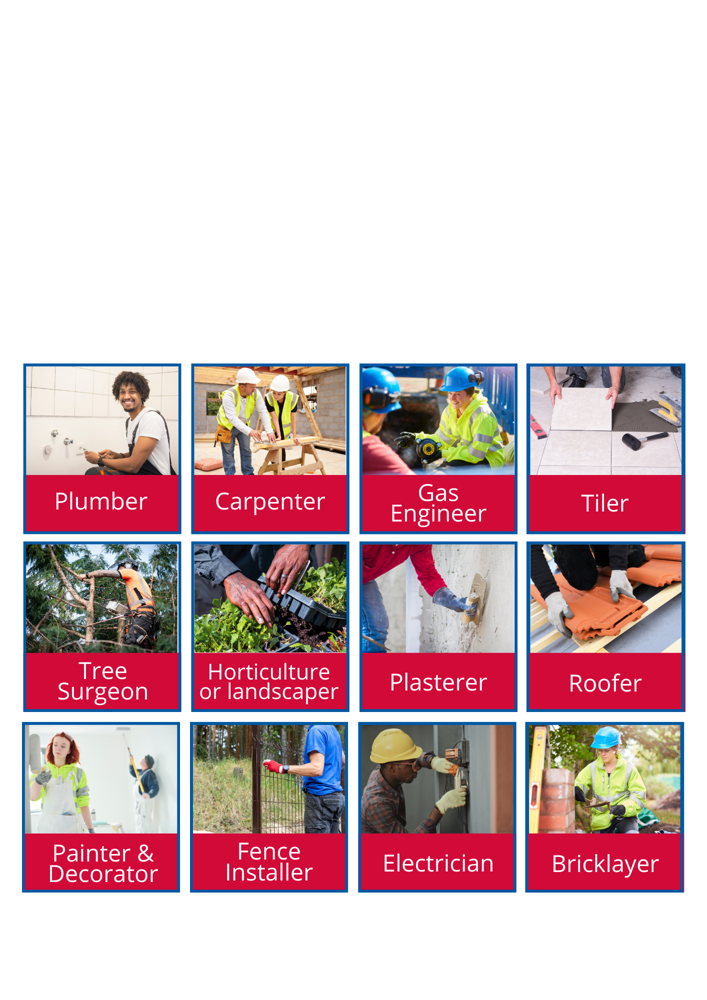 Plumber
Carpenter
Gas
Engineer
Tiler
Tree
Surgeon
Horticulture
or landscaper
Plasterer
Roofer
Painter &
Decorator
Fence
Installer
Electrician
Bricklayer